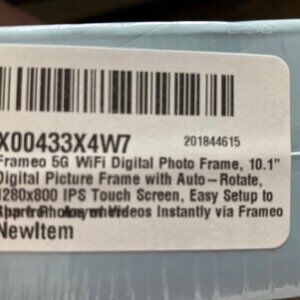 X00433X4W7
201844615
Frameo 5G WiFi Digital Photo Frame, 10.1"
Digital Picture Frame with Auto-Rotate,
1280x800 IPS Touch Screen, Easy Setup to
Videos Instantly via Frameo
NewItem